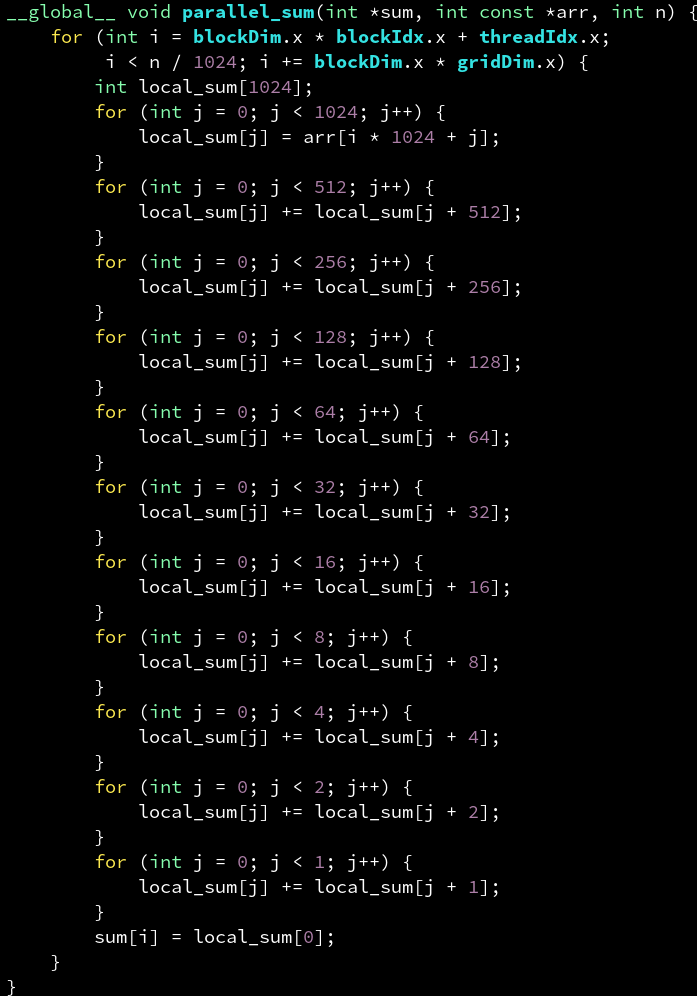 __global__ void parallel_sum(int *sum, int const *arr, int n) {
    for (int i = blockDim.x * blockIdx.x + threadIdx.x;
         i < n / 1024; i += blockDim.x * gridDim.x) {
        int local_sum[1024];
        for (int j = 0; j < 1024; j++) {
            local_sum[j] = arr[i * 1024 + j];
        }
        for (int j = 0; j < 512; j++) {
            local_sum[j] += local_sum[j + 512];
        }
        for (int j = 0; j < 256; j++) {
            local_sum[j] += local_sum[j + 256];
        }
        for (int j = 0; j < 128; j++) {
            local_sum[j] += local_sum[j + 128];
        }
        for (int j = 0; j < 64; j++) {
            local_sum[j] += local_sum[j + 64];
        }
        for (int j = 0; j < 32; j++) {
            local_sum[j] += local_sum[j + 32];
        }
        for (int j = 0; j < 16; j++) {
            local_sum[j] += local_sum[j + 16];
        }
        for (int j = 0; j < 8; j++) {
            local_sum[j] += local_sum[j + 8];
        }
        for (int j = 0; j < 4; j++) {
            local_sum[j] += local_sum[j + 4];
        }
        for (int j = 0; j < 2; j++) {
            local_sum[j] += local_sum[j + 2];
        }
        for (int j = 0; j < 1; j++) {
            local_sum[j] += local_sum[j + 1];
        }
        sum[i] = local_sum[0];
    }
}